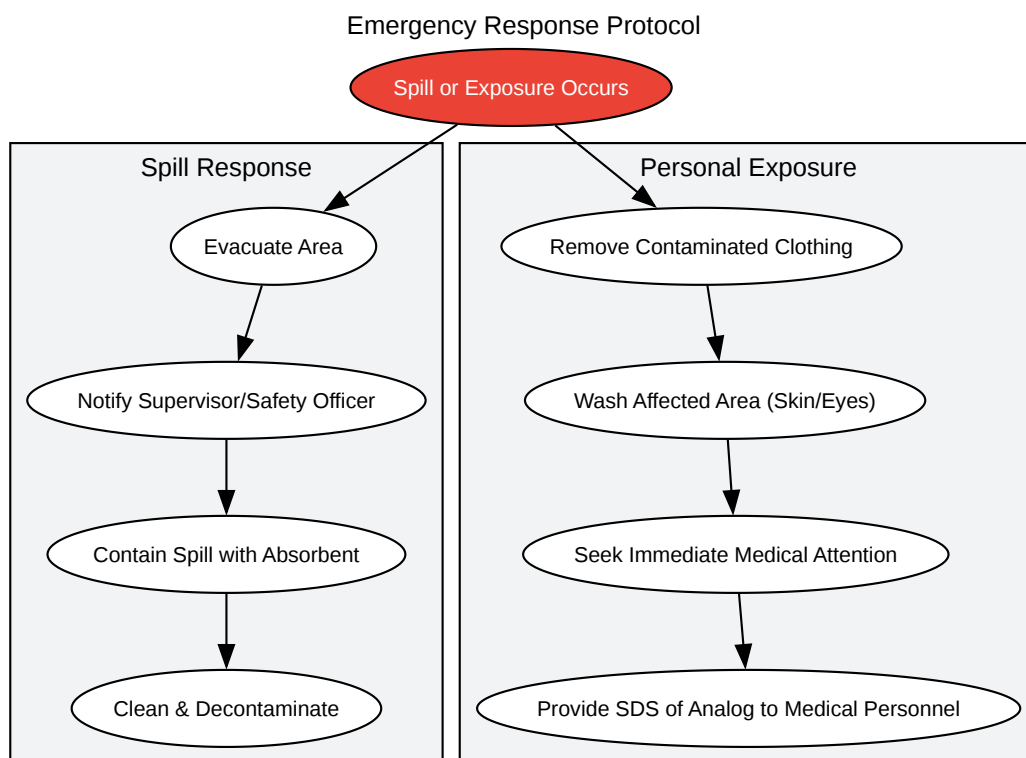 Emergency Response Protocol
Spill or Exposure Occurs
Spill Response
Evacuate Area
Notify Supervisor/Safety Officer
Contain Spill with Absorbent
Clean & Decontaminate
Personal Exposure
Remove Contaminated Clothing
Wash Affected Area (Skin/Eyes)
Seek Immediate Medical Attention
Provide SDS of Analog to Medical Personnel